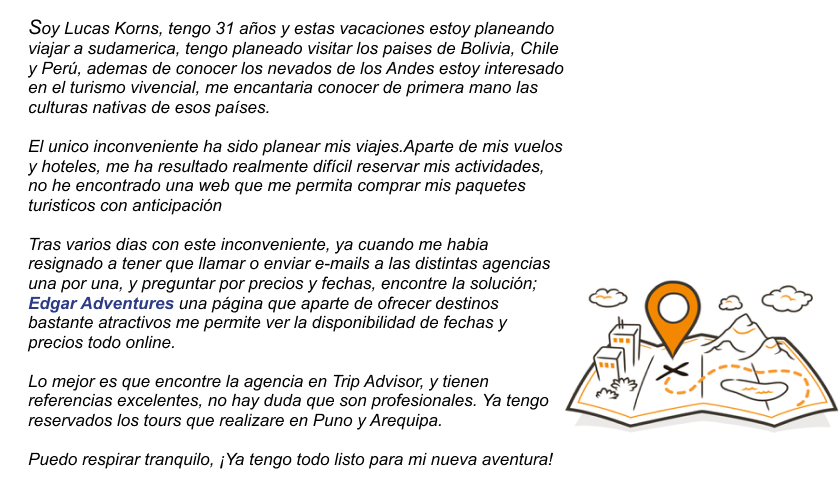 Soy Lucas Korns, tengo 31 años y estas vacaciones estoy planeando
viajar a sudamerica, tengo planeado visitar los paises de Bolivia, Chile
y Perú, ademas de conocer los nevados de los Andes estoy interesado
en el turismo vivencial, me encantaria conocer de primera mano las
culturas nativas de esos países.
El unico inconveniente ha sido planear mis viajes.Aparte de mis vuelos
y hoteles, me ha resultado realmente difícil reservar mis actividades,
no he encontrado una web que me permita comprar mis paquetes
turisticos con anticipación
Tras varios dias con este inconveniente, ya cuando me habia
resignado a tener que llamar o enviar e-mails a las distintas agencias
una por una, y preguntar por precios y fechas, encontre la solución;
Edgar Adventures una página que aparte de ofrecer destinos
bastante atractivos me permite ver la disponibilidad de fechas y
precios todo online.
Lo mejor es que encontre la agencia en Trip Advisor, y tienen
referencias excelentes, no hay duda que son profesionales. Ya tengo
reservados los tours que realizare en Puno y Arequipa.
Puedo respirar tranquilo, ¡Ya tengo todo listo para mi nueva aventura!